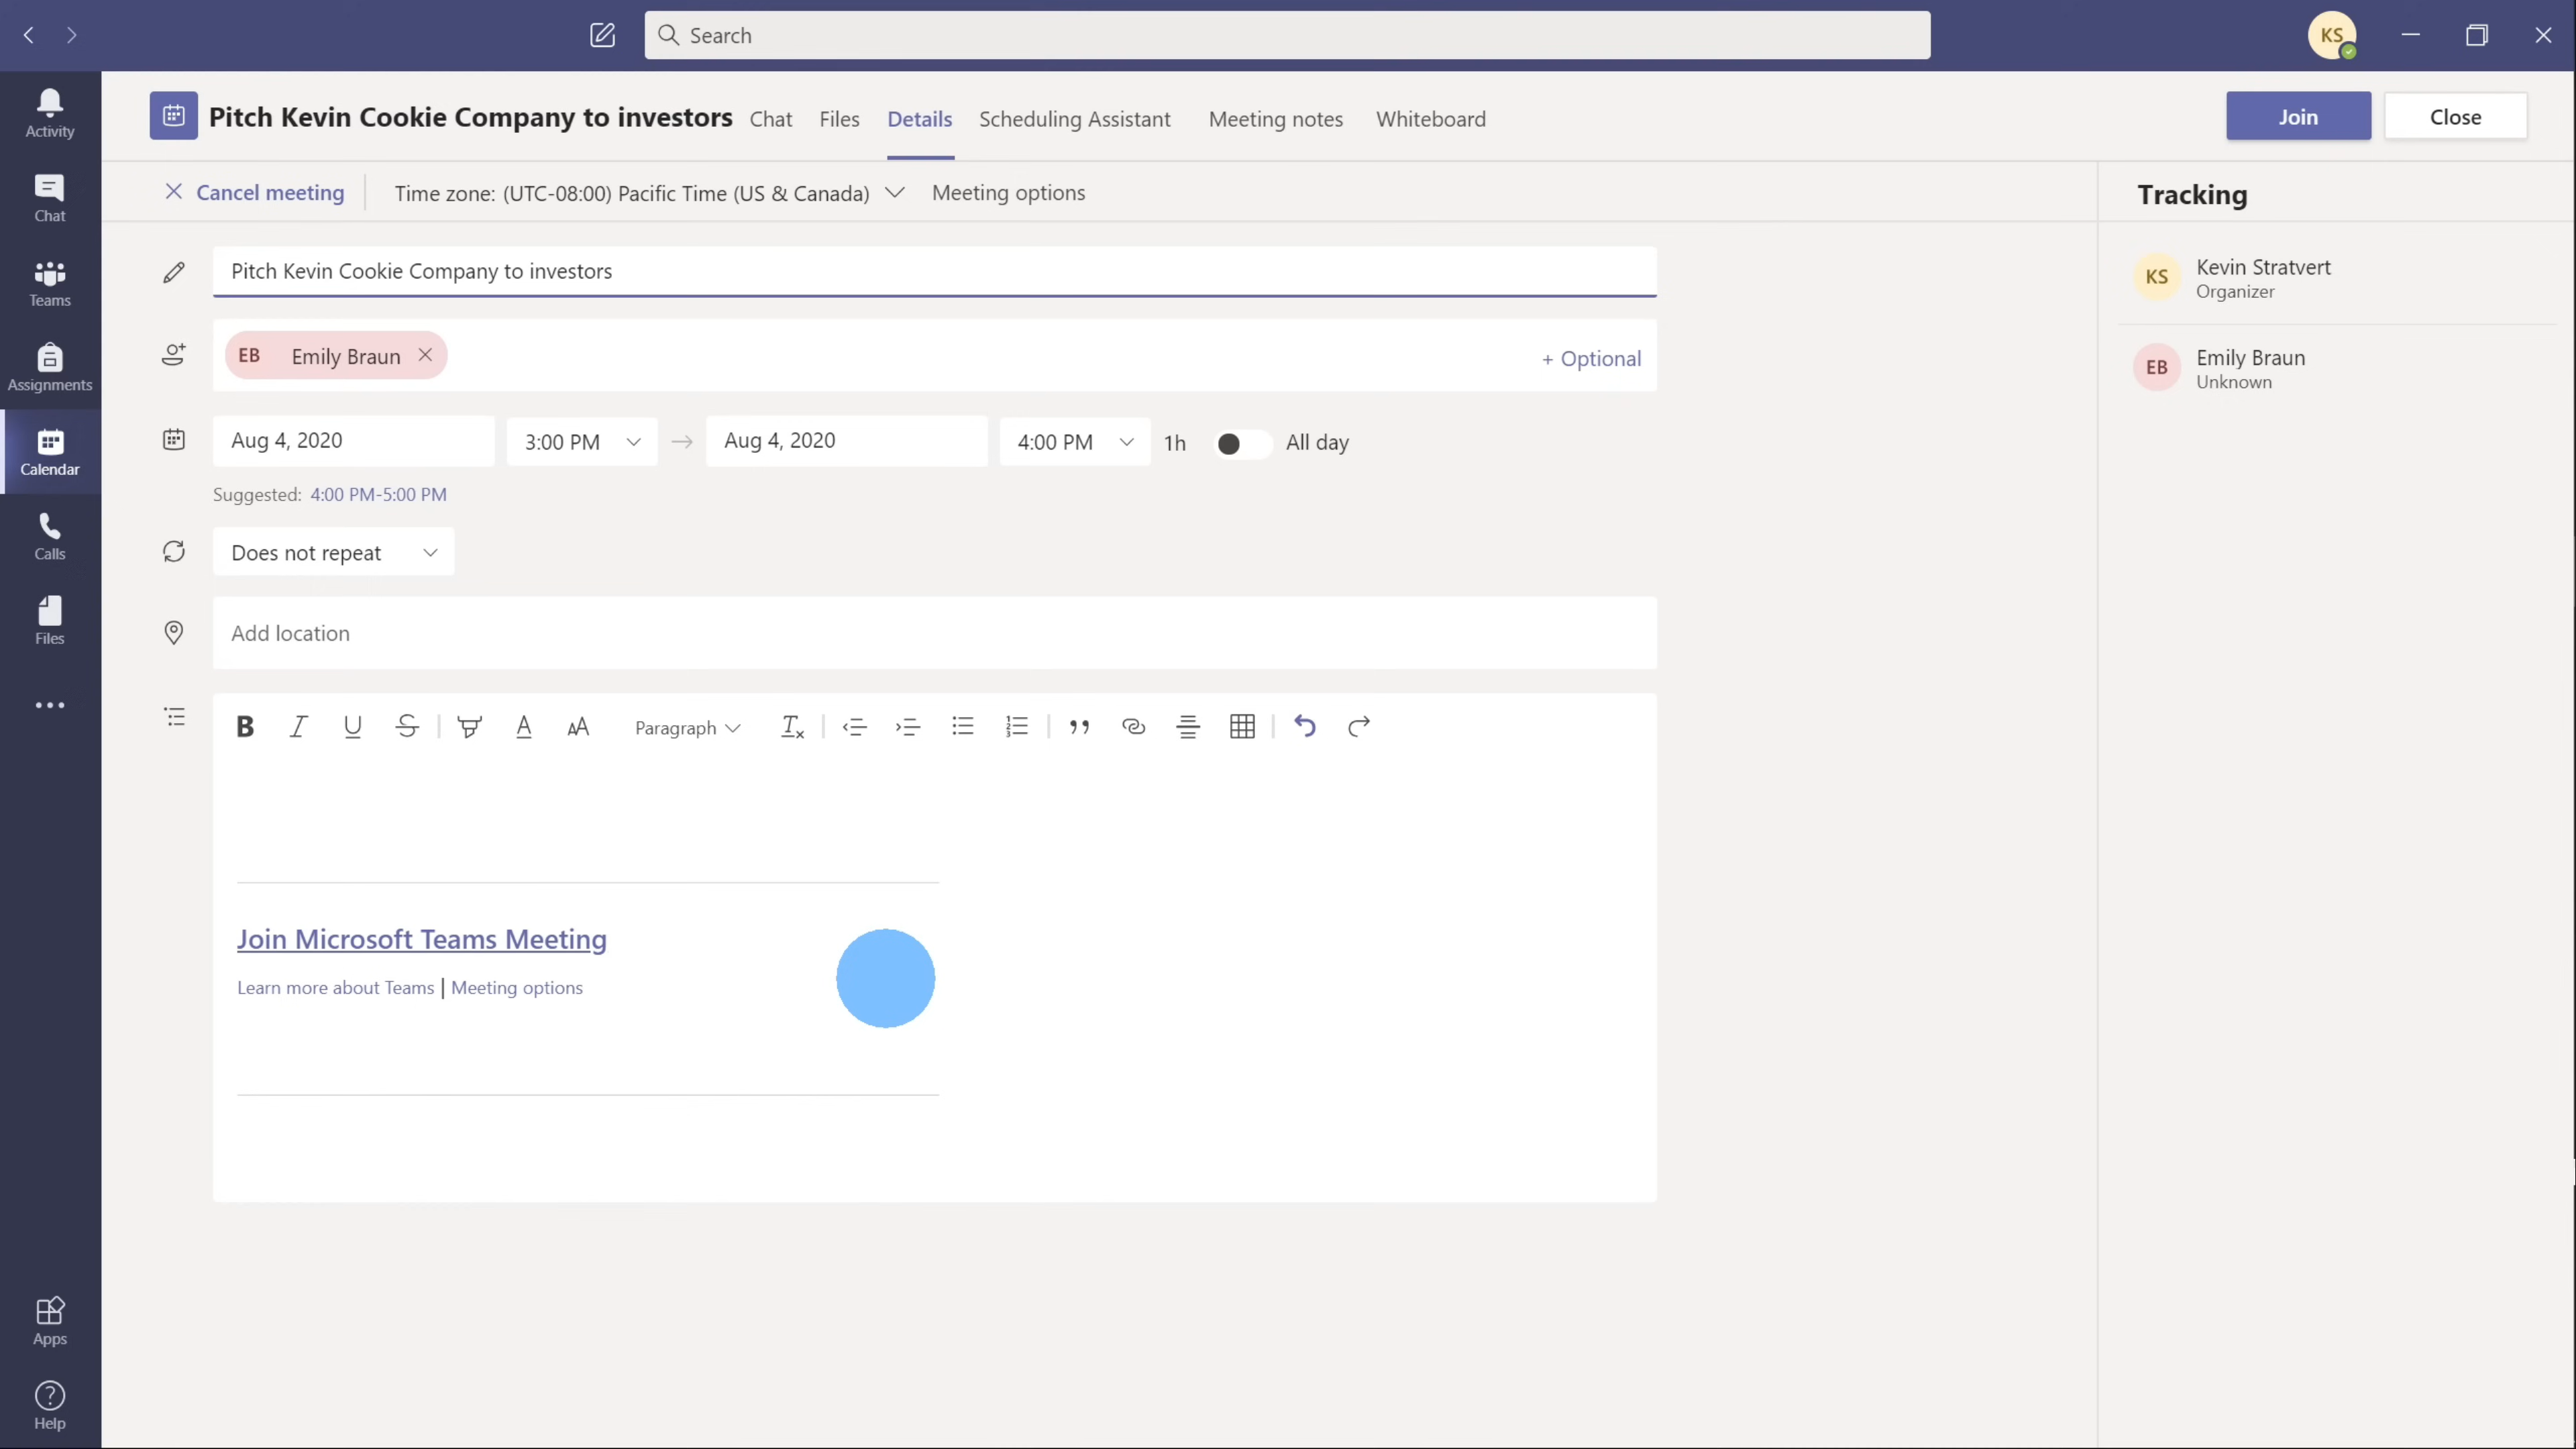 Search
KS
Activity
Chat
Teams
Assignments
Calendar
Calls
Files
Apps
Help
Pitch Kevin Cookie Company to investors
Chat
Files
Details
Scheduling Assistant
Meeting notes
Whiteboard
Join
Close
Cancel meeting
Time zone: (UTC-08:00) Pacific Time (US & Canada)
Meeting options
Pitch Kevin Cookie Company to investors
EB Emily Braun
+ Optional
Aug 4, 2020 3:00 PM Aug 4, 2020 4:00 PM 1h All day
Suggested: 4:00 PM-5:00 PM
Does not repeat
Add location
B I U S A AA Paragraph
Join Microsoft Teams Meeting
Learn more about Teams | Meeting options
Tracking
KS Kevin Stratvert
Organizer
EB Emily Braun
Unknown